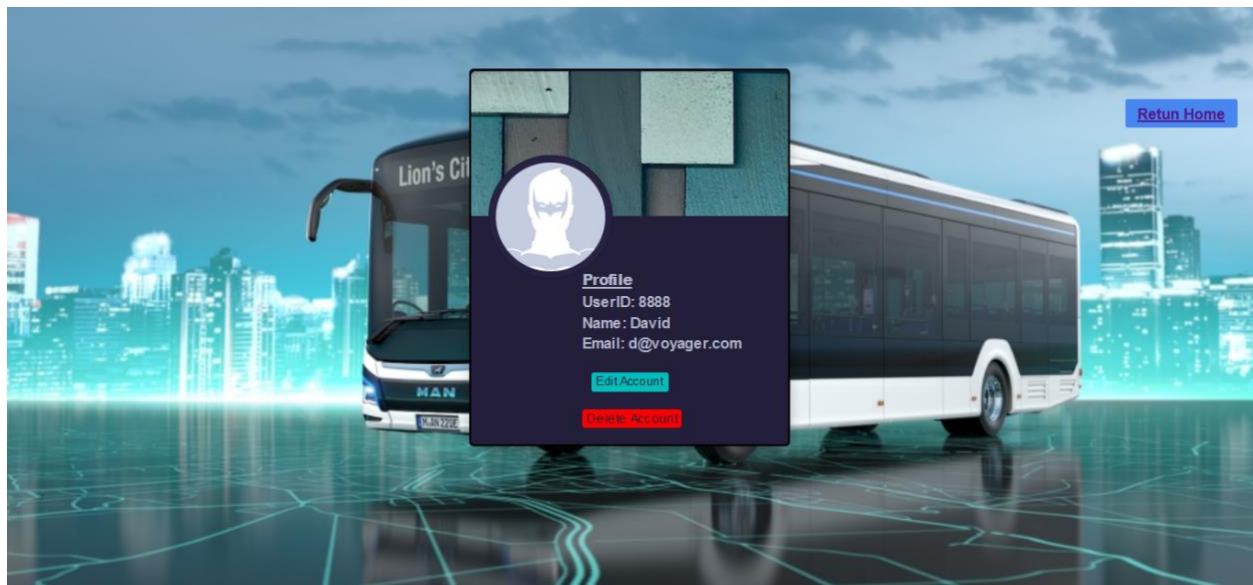 Lion's Cit
Retun Home
Profile
UserID: 8888
Name: David
Email: d@voyager.com
Edit Account
Delete Account
MAN